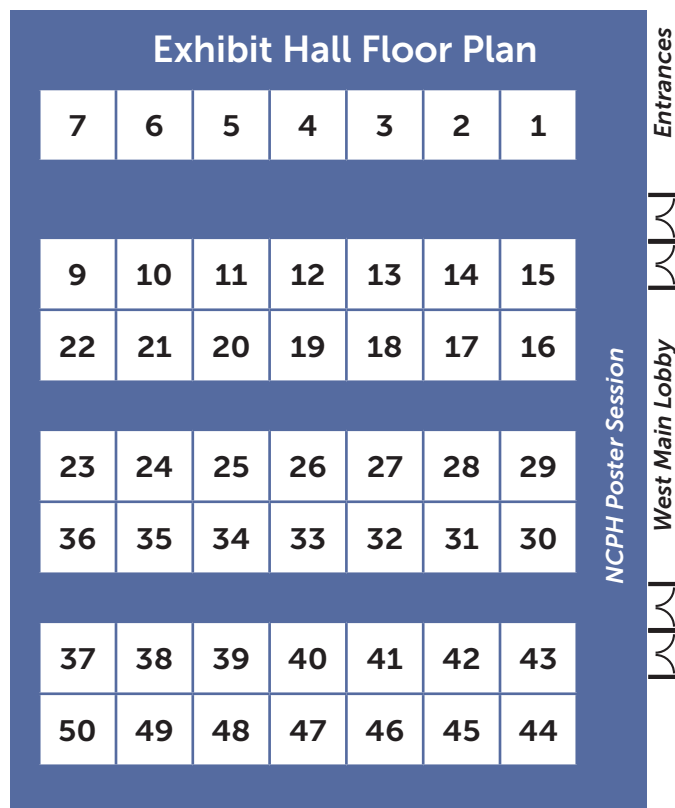 Exhibit Hall Floor Plan
7 6 5 4 3 2 1
9 10 11 12 13 14 15
22 21 20 19 18 17 16
23 24 25 26 27 28 29
36 35 34 33 32 31 30
37 38 39 40 41 42 43
50 49 48 47 46 45 44
NCPH Poster Session
Entrances
West Main Lobby